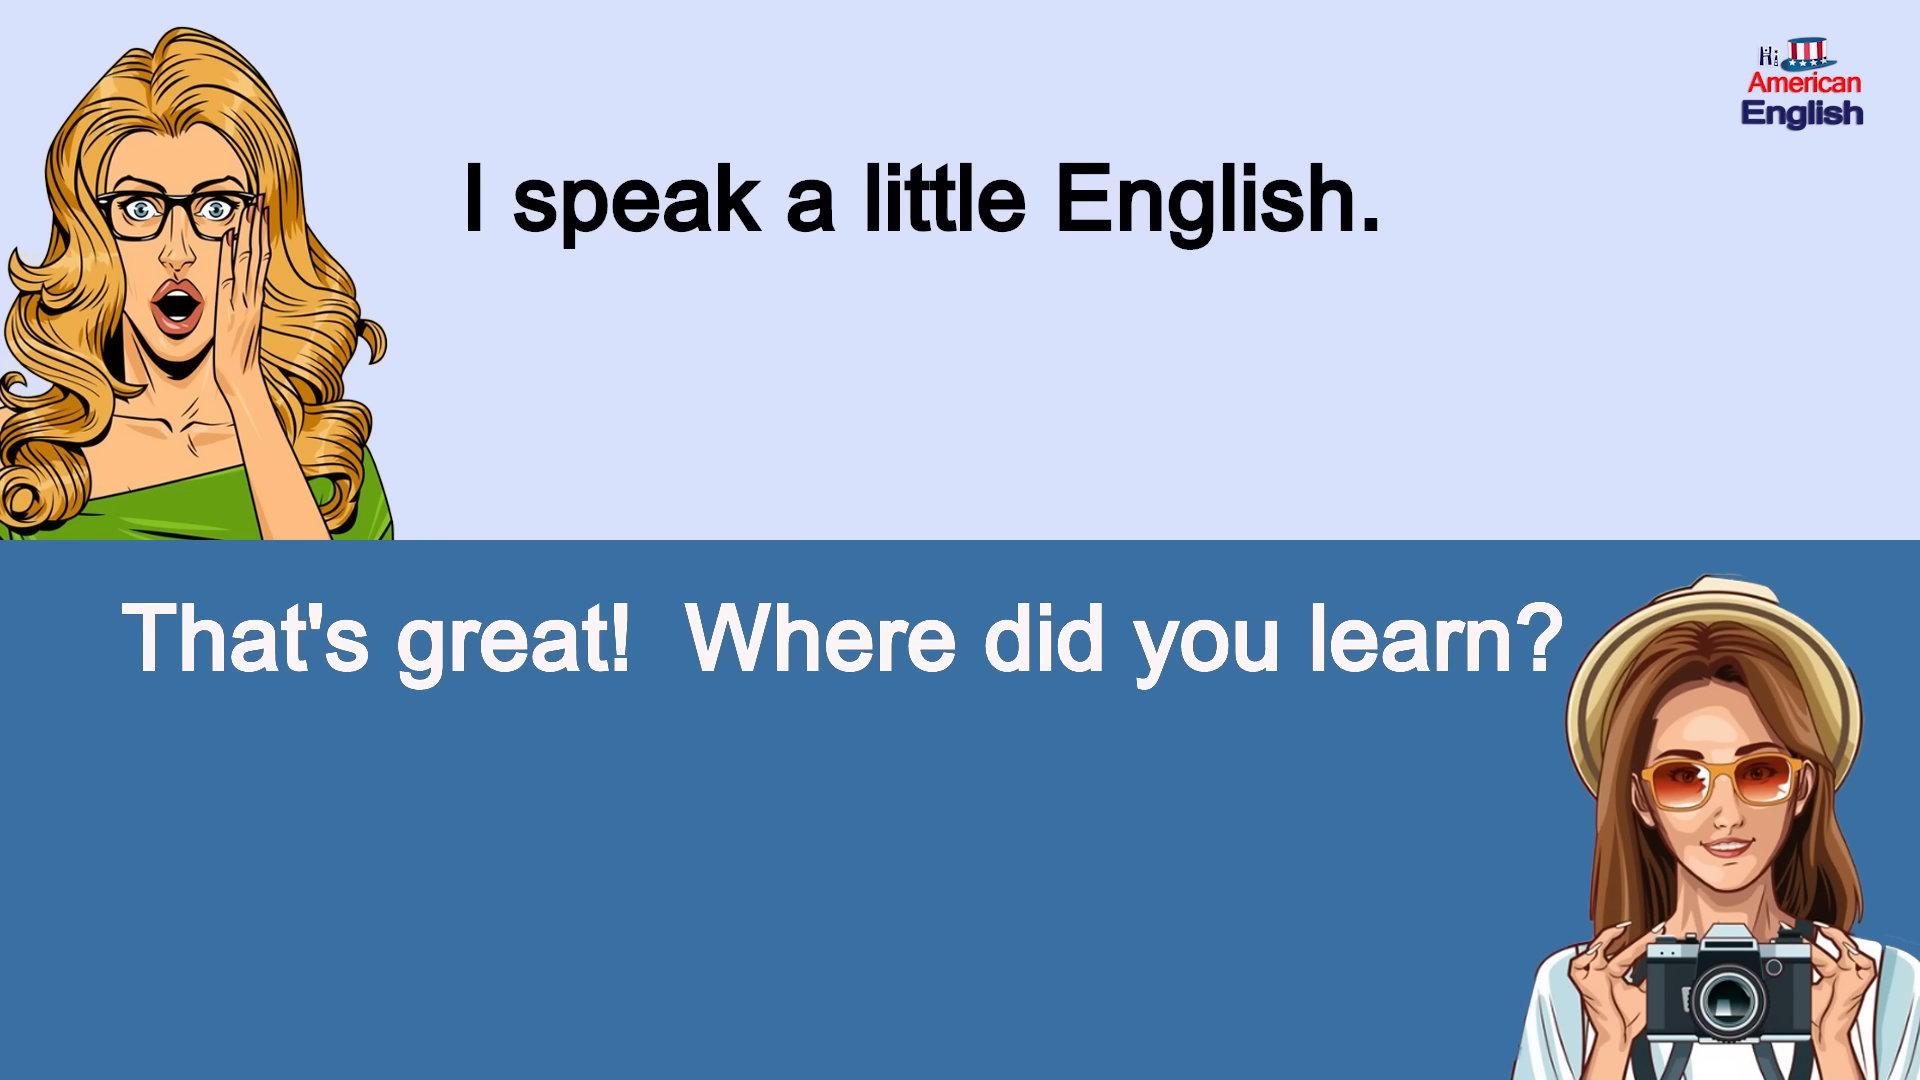 Hi
American
English
I speak a little English.
That's great!  Where did you learn?